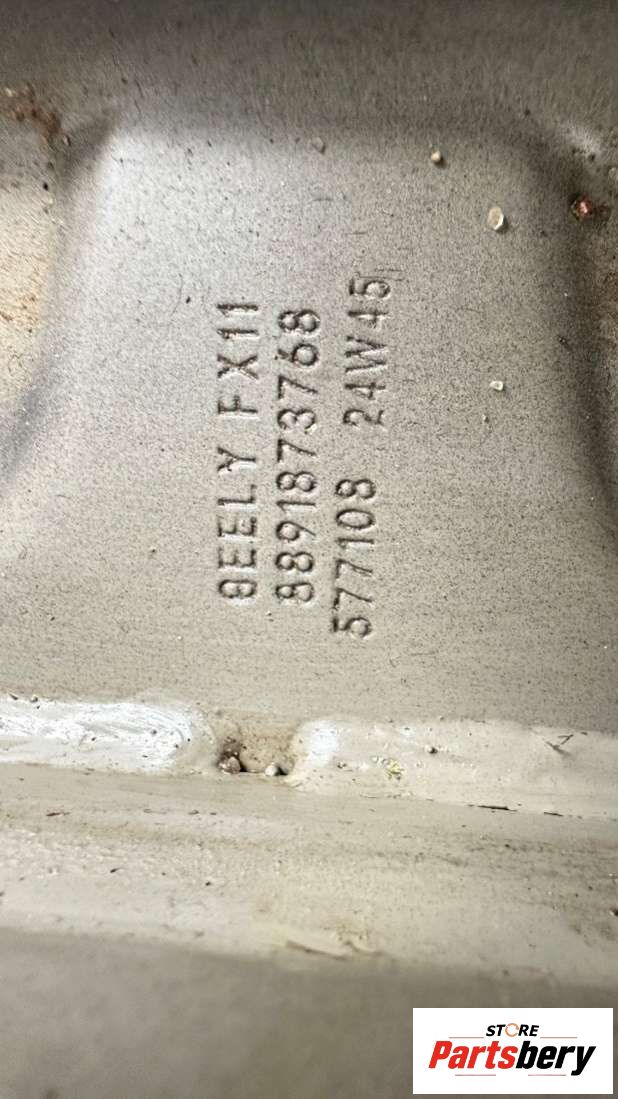 GEELY FX11
8891873768
577108 24W45
STORE
Partsbery